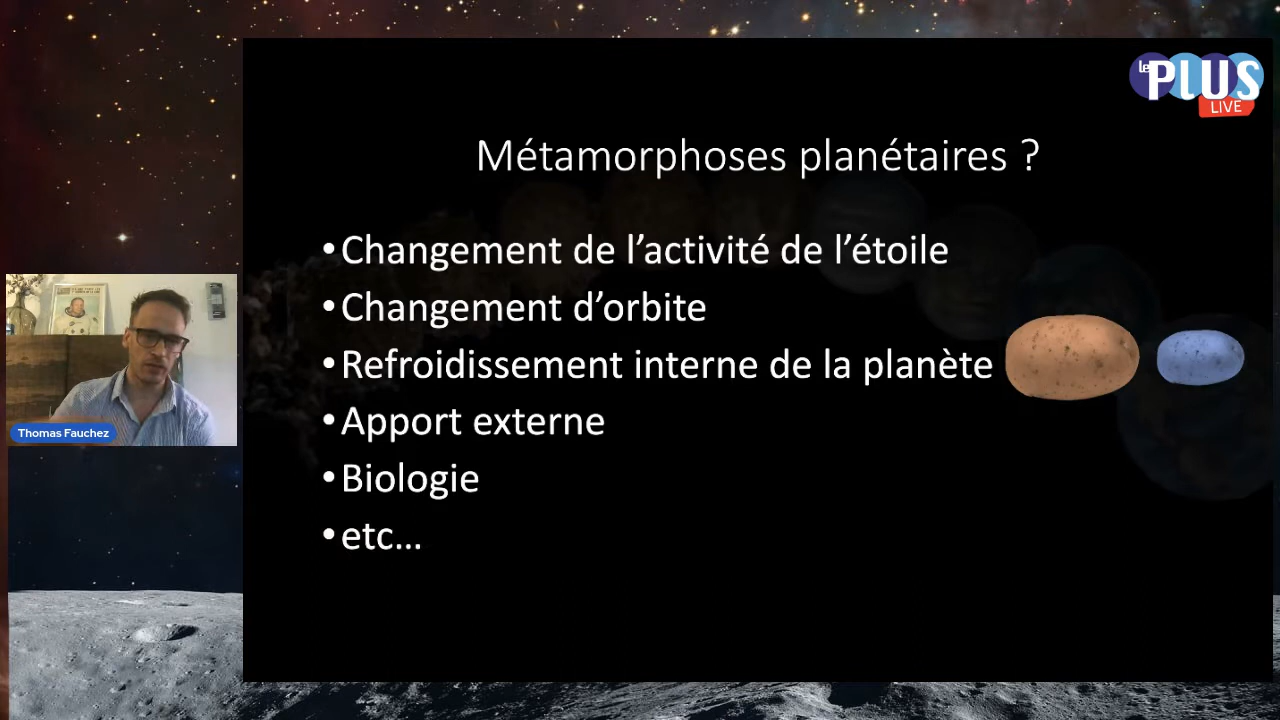 le PLUS
LIVE
Métamorphoses planétaires ?
•Changement de l’activité de l’étoile
•Changement d’orbite
•Refroidissement interne de la planète
•Apport externe
•Biologie
•etc…
Thomas Fauchez